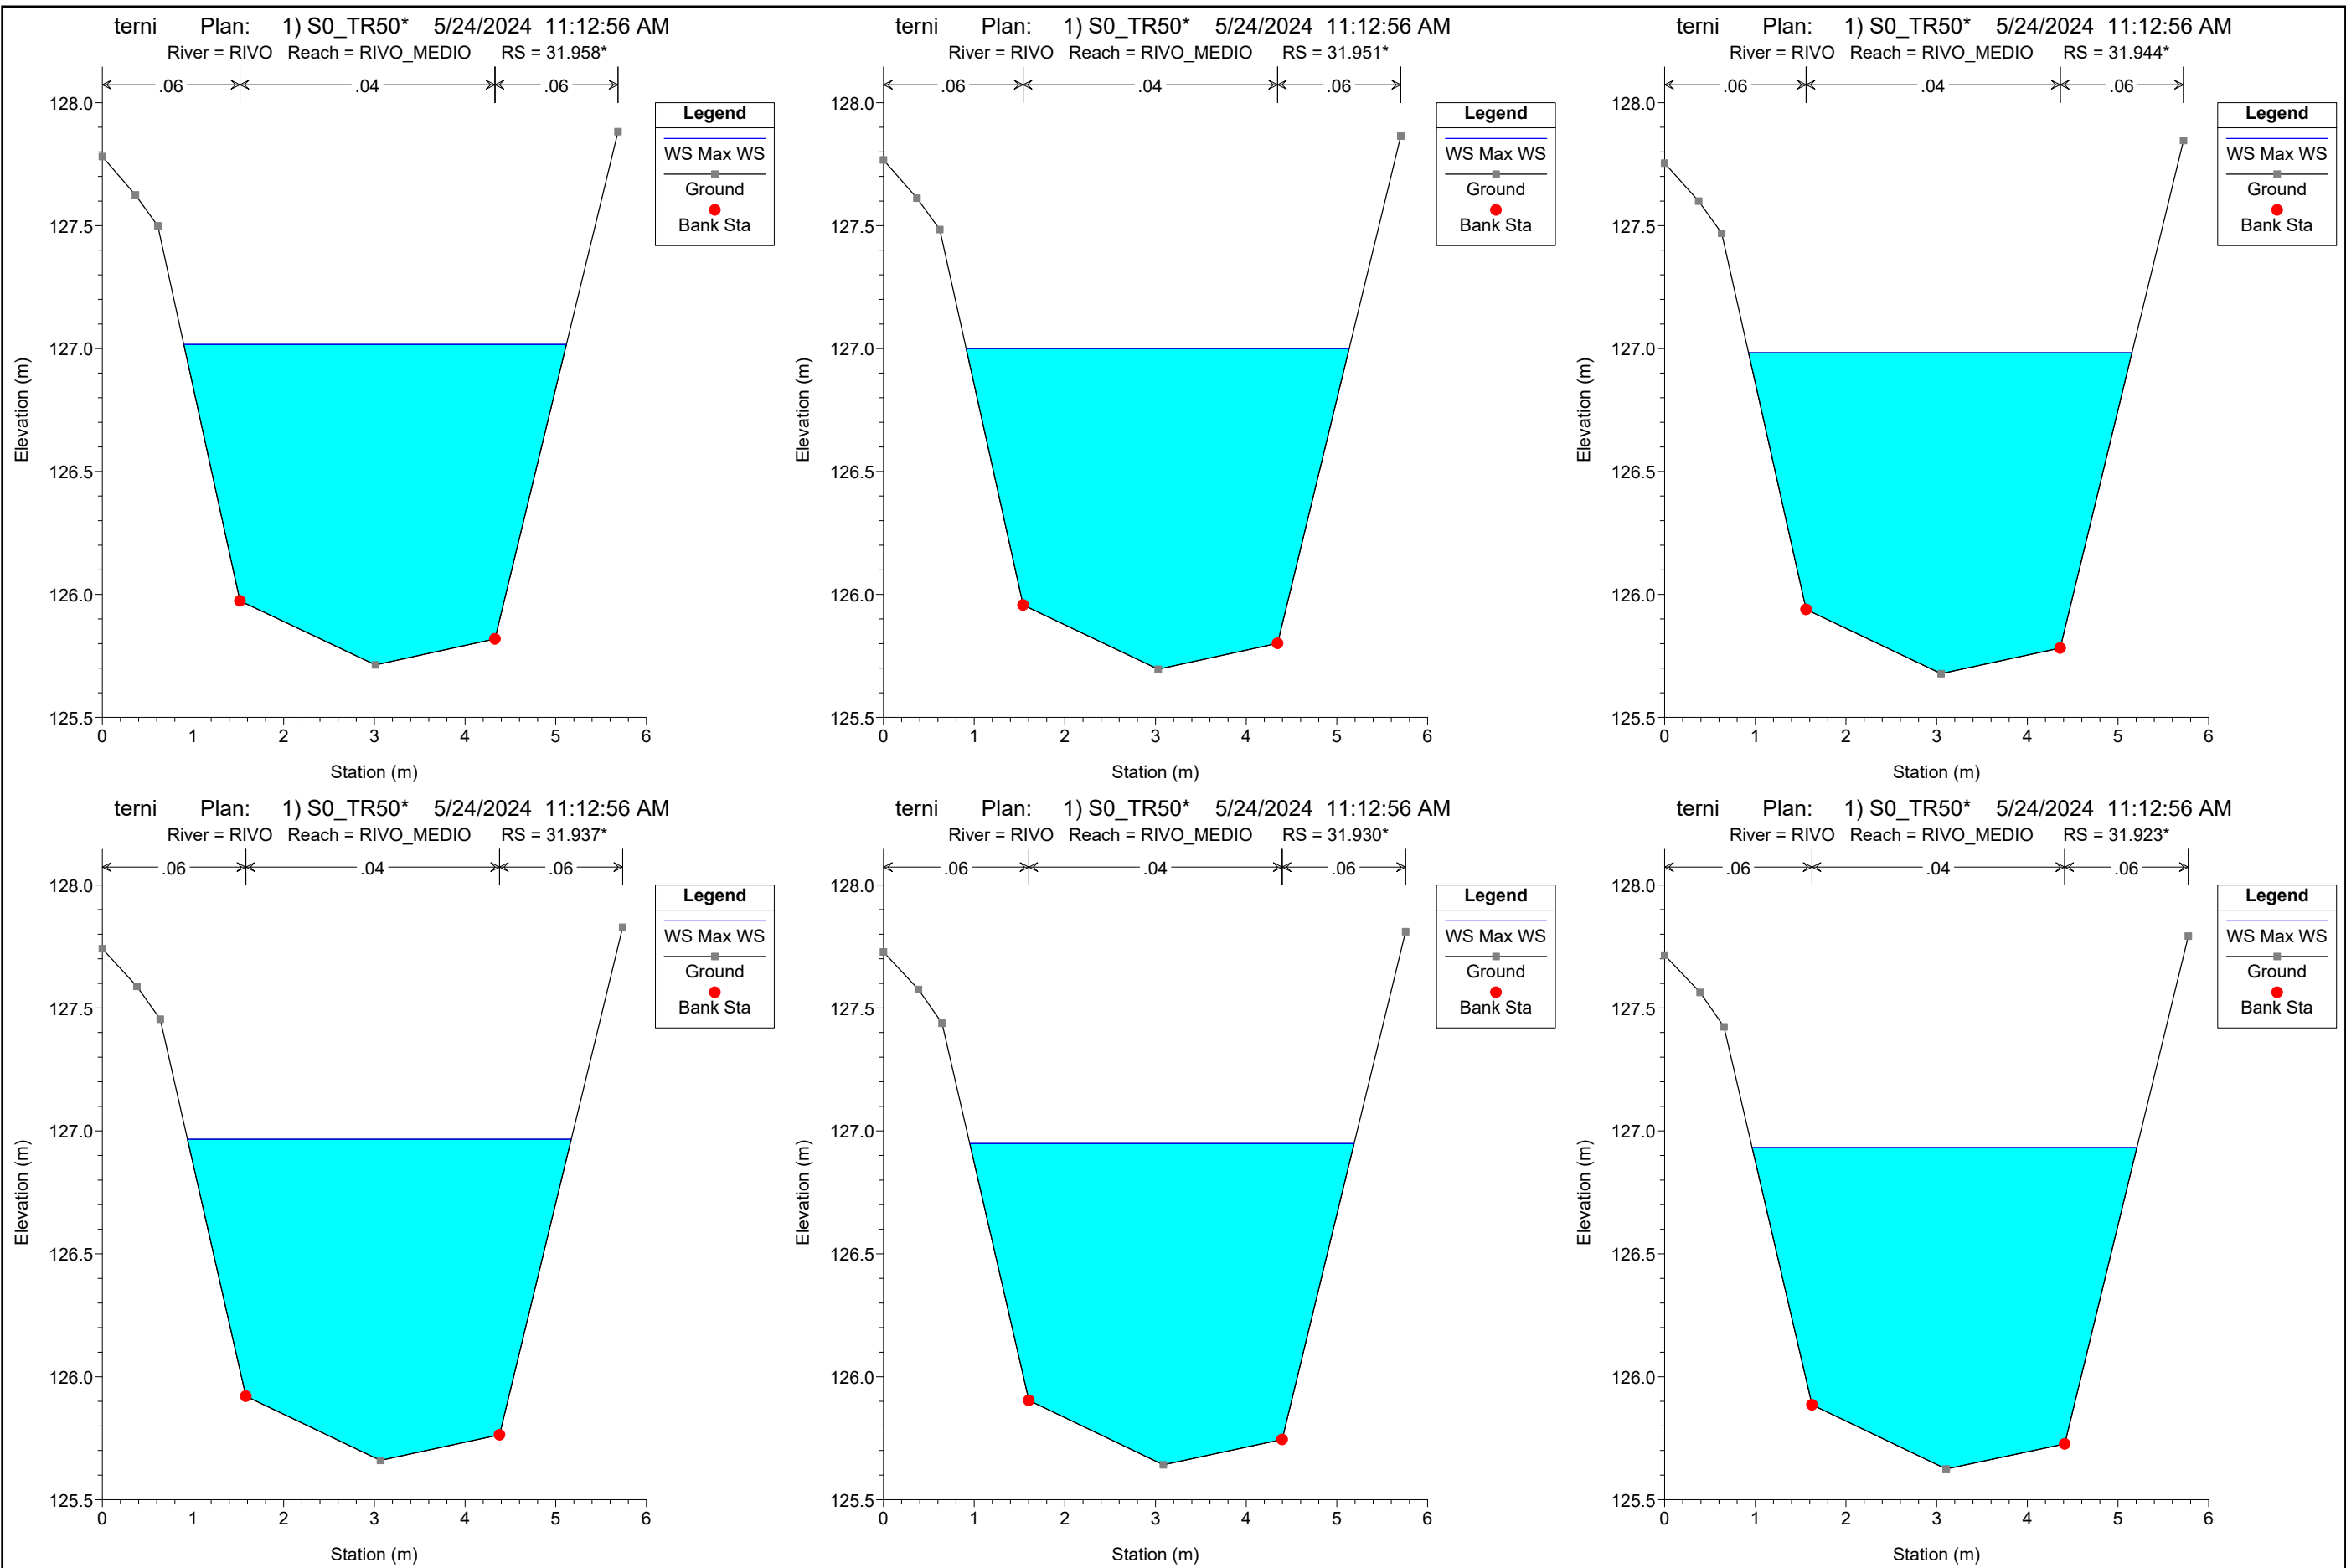 terni Plan: 1) S0_TR50* 5/24/2024 11:12:56 AM
River = RIVO Reach = RIVO_MEDIO RS = 31.958*
.06 .04 .06
128.0
127.5
127.0
126.5
126.0
125.5
0 1 2 3 4 5 6
Station (m)
Elevation (m)
Legend
WS Max WS
Ground
Bank Sta
terni Plan: 1) S0_TR50* 5/24/2024 11:12:56 AM
River = RIVO Reach = RIVO_MEDIO RS = 31.951*
.06 .04 .06
128.0
127.5
127.0
126.5
126.0
125.5
0 1 2 3 4 5 6
Station (m)
Elevation (m)
Legend
WS Max WS
Ground
Bank Sta
terni Plan: 1) S0_TR50* 5/24/2024 11:12:56 AM
River = RIVO Reach = RIVO_MEDIO RS = 31.944*
.06 .04 .06
128.0
127.5
127.0
126.5
126.0
125.5
0 1 2 3 4 5 6
Station (m)
Elevation (m)
Legend
WS Max WS
Ground
Bank Sta
terni Plan: 1) S0_TR50* 5/24/2024 11:12:56 AM
River = RIVO Reach = RIVO_MEDIO RS = 31.937*
.06 .04 .06
128.0
127.5
127.0
126.5
126.0
125.5
0 1 2 3 4 5 6
Station (m)
Elevation (m)
Legend
WS Max WS
Ground
Bank Sta
terni Plan: 1) S0_TR50* 5/24/2024 11:12:56 AM
River = RIVO Reach = RIVO_MEDIO RS = 31.930*
.06 .04 .06
128.0
127.5
127.0
126.5
126.0
125.5
0 1 2 3 4 5 6
Station (m)
Elevation (m)
Legend
WS Max WS
Ground
Bank Sta
terni Plan: 1) S0_TR50* 5/24/2024 11:12:56 AM
River = RIVO Reach = RIVO_MEDIO RS = 31.923*
.06 .04 .06
128.0
127.5
127.0
126.5
126.0
125.5
0 1 2 3 4 5 6
Station (m)
Elevation (m)
Legend
WS Max WS
Ground
Bank Sta